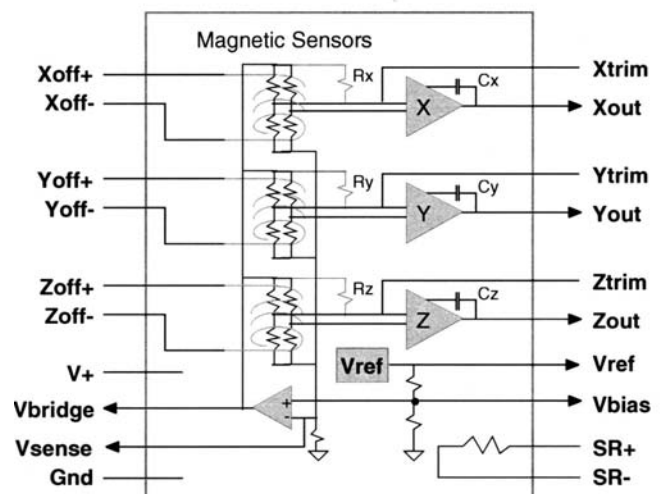 Magnetic Sensors
Xoff+
Xoff-
Rx
X
Cx
Xtrim
Xout
Yoff+
Yoff-
Ry
Y
Cy
Ytrim
Yout
Zoff+
Zoff-
Rz
Z
Cz
Ztrim
Zout
V+
Vref
Vref
Vbridge
+
-
Vbias
Vsense
SR+
Gnd
SR-